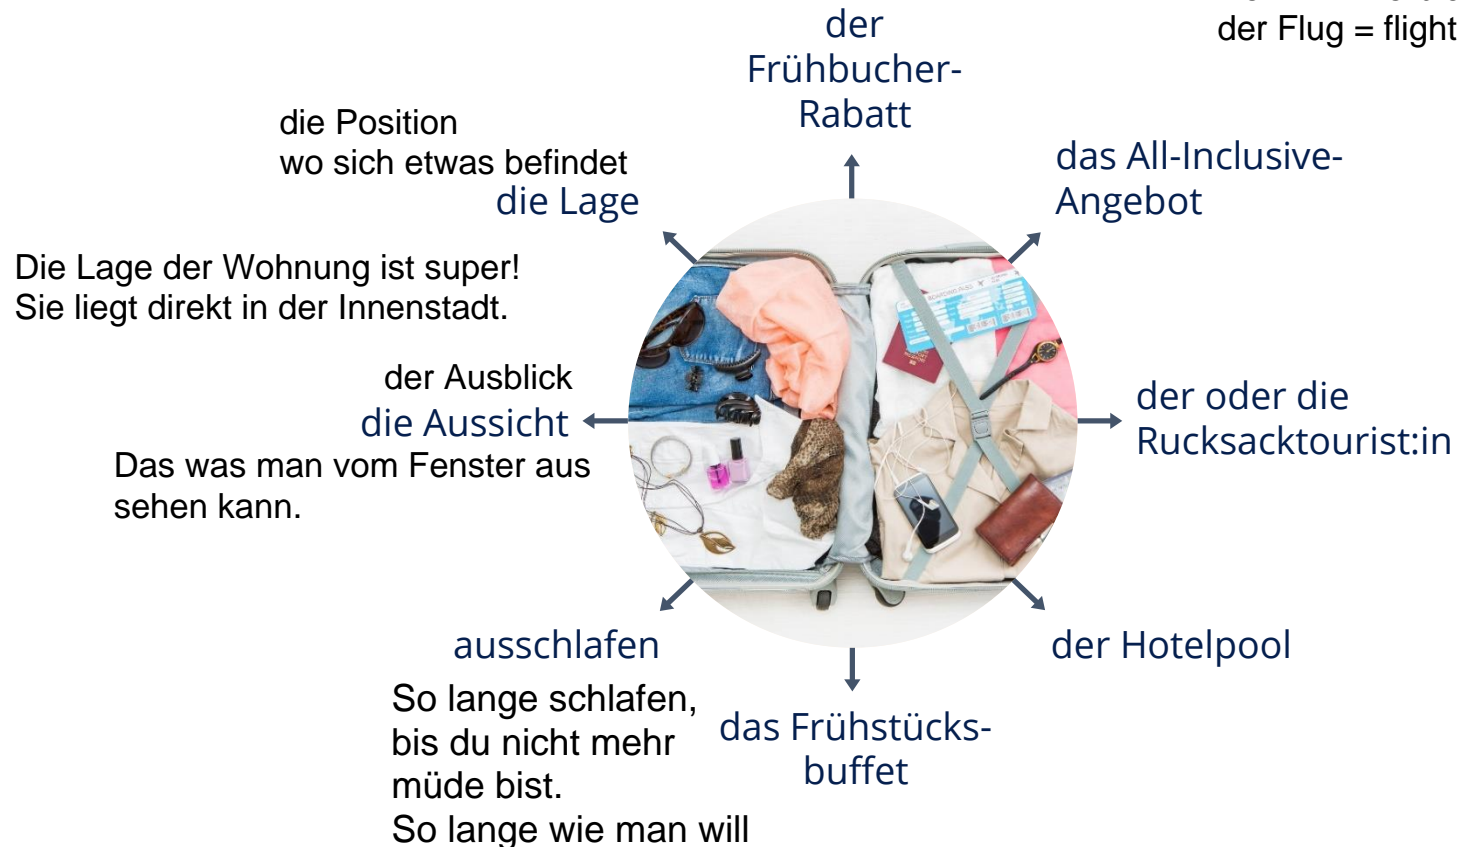 der Flug = flight
der
Frühbucher-
Rabatt
die Position
wo sich etwas befindet
die Lage
das All-Inclusive-
Angebot
Die Lage der Wohnung ist super!
Sie liegt direkt in der Innenstadt.
der Ausblick
die Aussicht
Das was man vom Fenster aus
sehen kann.
der oder die
Rucksacktourist:in
ausschlafen
So lange schlafen,
bis du nicht mehr
müde bist.
So lange wie man will
das Frühstücks-
buffet
der Hotelpool
BOARDING PASS